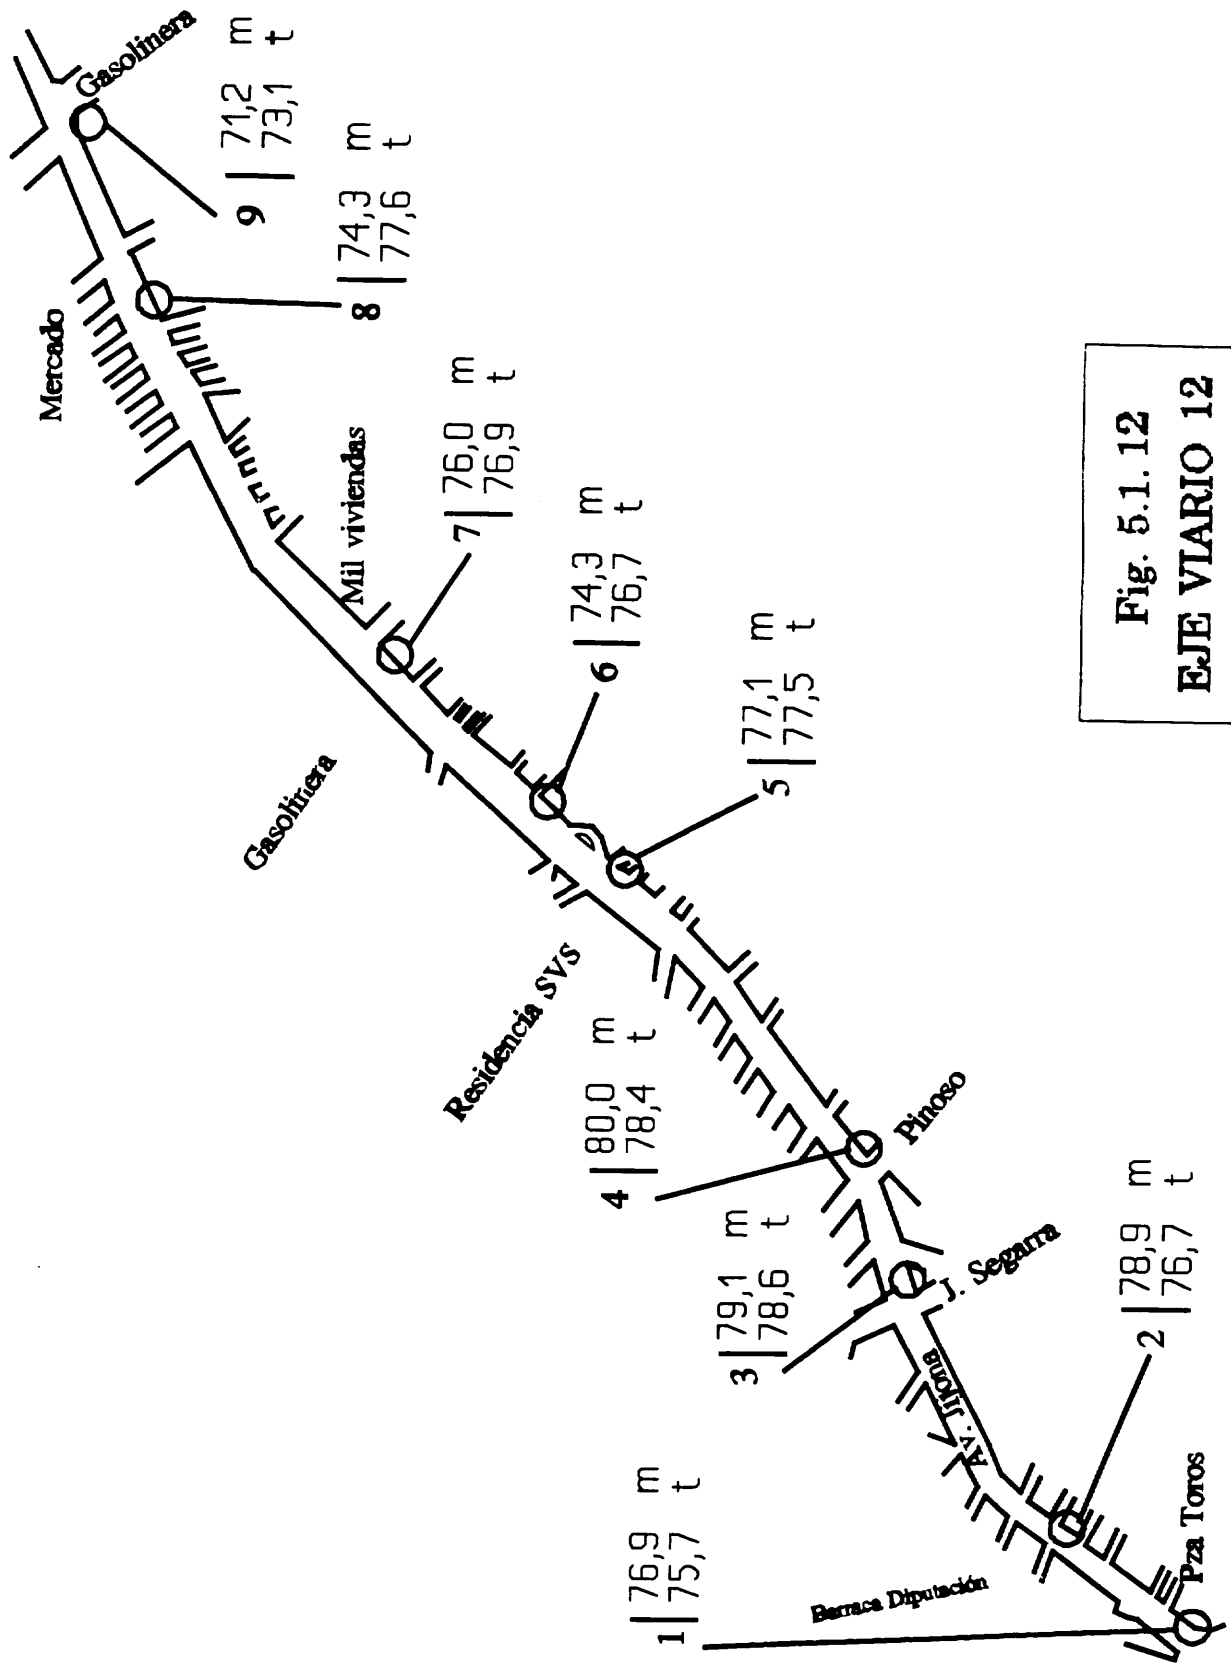 Gasolinera
9 71,2 m
73,1 t
Mercado
8 74,3 m
77,6 t
Mil viviendas
7 76,0 m
76,9 t
Gasolinera
6 74,3 m
76,7 t
5 77,1 m
77,5 t
Residencia SVS
4 80,0 m
78,4 t
Pinoso
3 79,1 m
78,6 t
J. Segarra
Av. Jijona
2 78,9 m
76,7 t
1 76,9 m
75,7 t
Barraca Diputación
Pza Toros
Fig. 5.1.12
EJE VIARIO 12